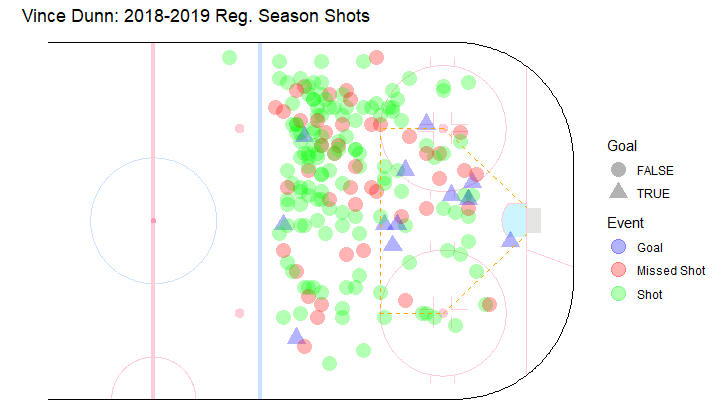 Vince Dunn: 2018-2019 Reg. Season Shots
Goal
FALSE
TRUE
Event
Goal
Missed Shot
Shot